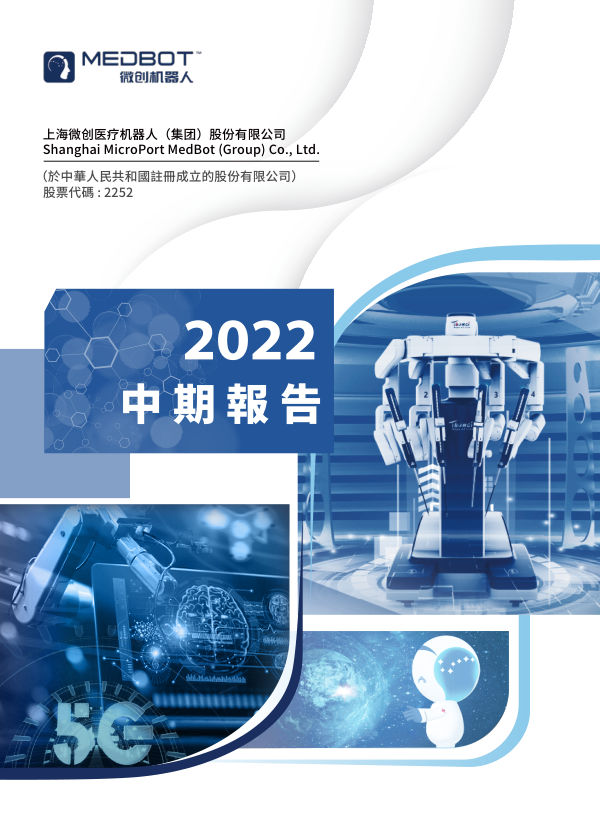 MEDBOT™
微创机器人
上海微创医疗机器人（集团）股份有限公司
Shanghai MicroPort MedBot (Group) Co., Ltd.
（於中華人民共和國註冊成立的股份有限公司）
股票代碼 : 2252
2022
中期報告
2
3
4
5G